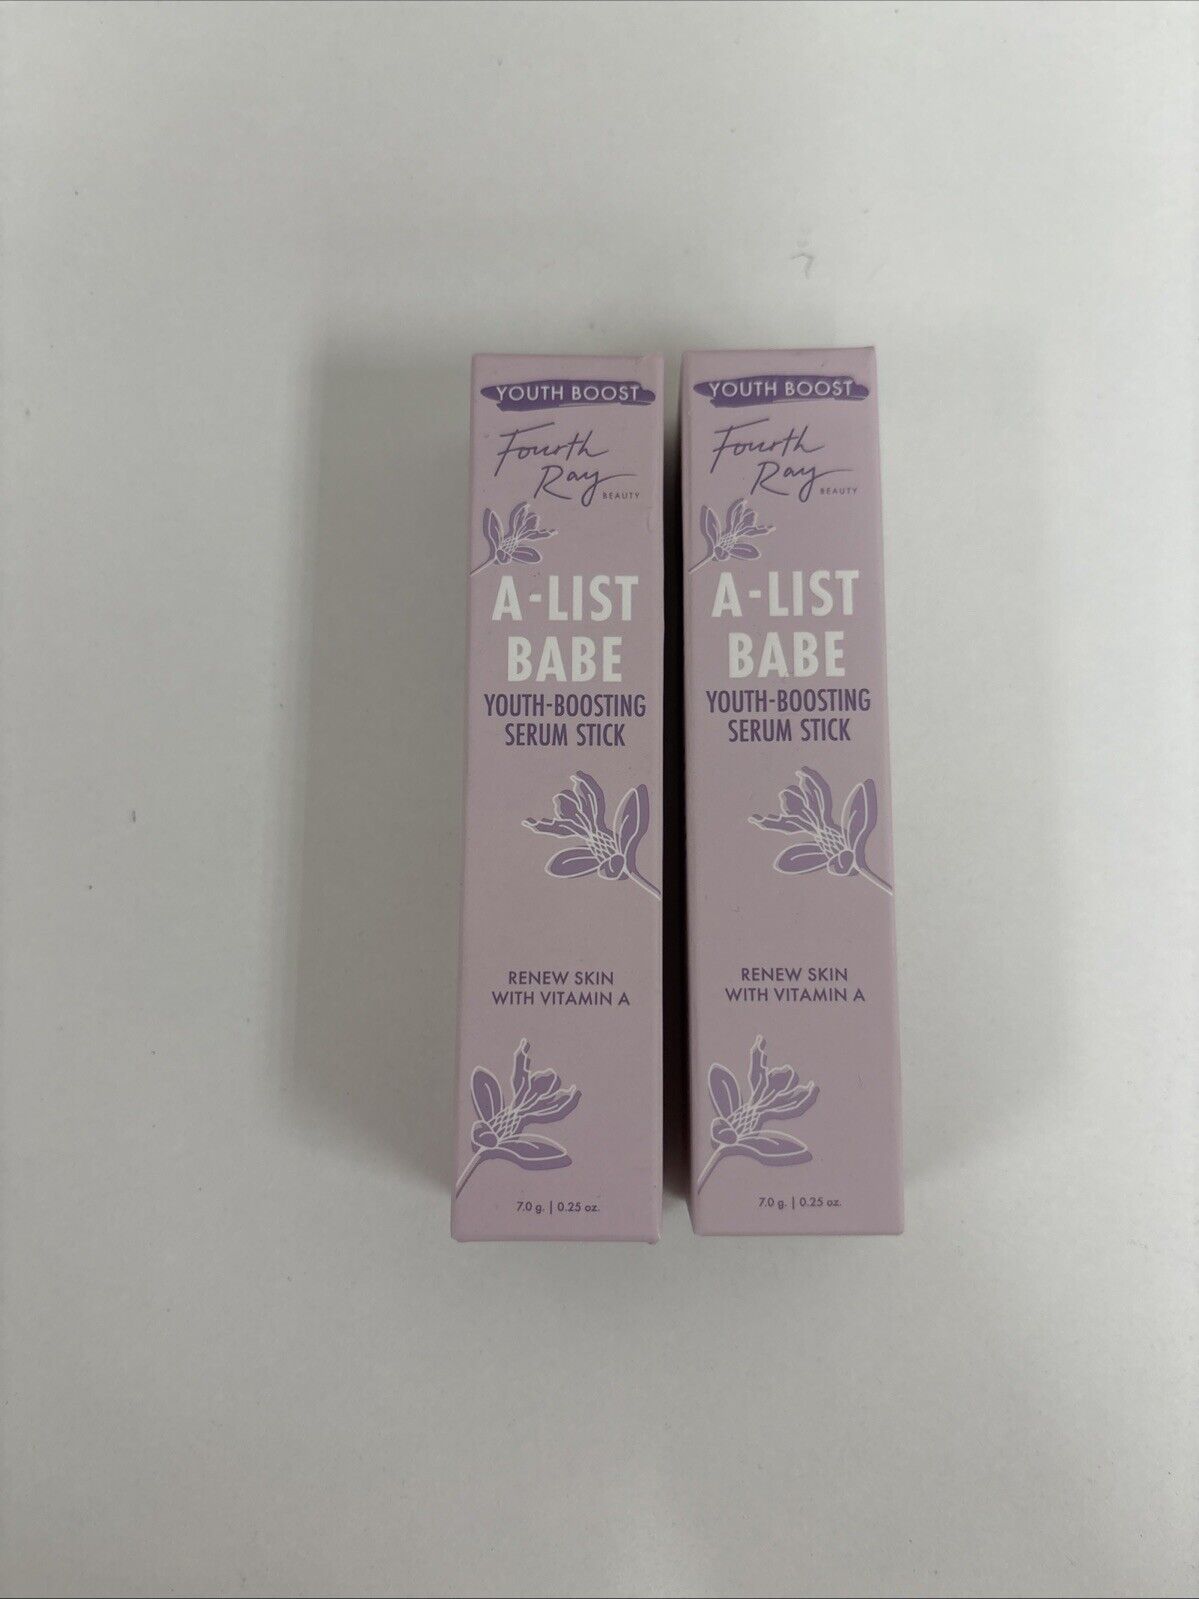 YOUTH BOOST
Fourth
Ray
BEAUTY
A-LIST
BABE
YOUTH-BOOSTING
SERUM STICK
RENEW SKIN
WITH VITAMIN A
7.0 g. | 0.25 oz.
YOUTH BOOST
Fourth
Ray
BEAUTY
A-LIST
BABE
YOUTH-BOOSTING
SERUM STICK
RENEW SKIN
WITH VITAMIN A
7.0 g. | 0.25 oz.